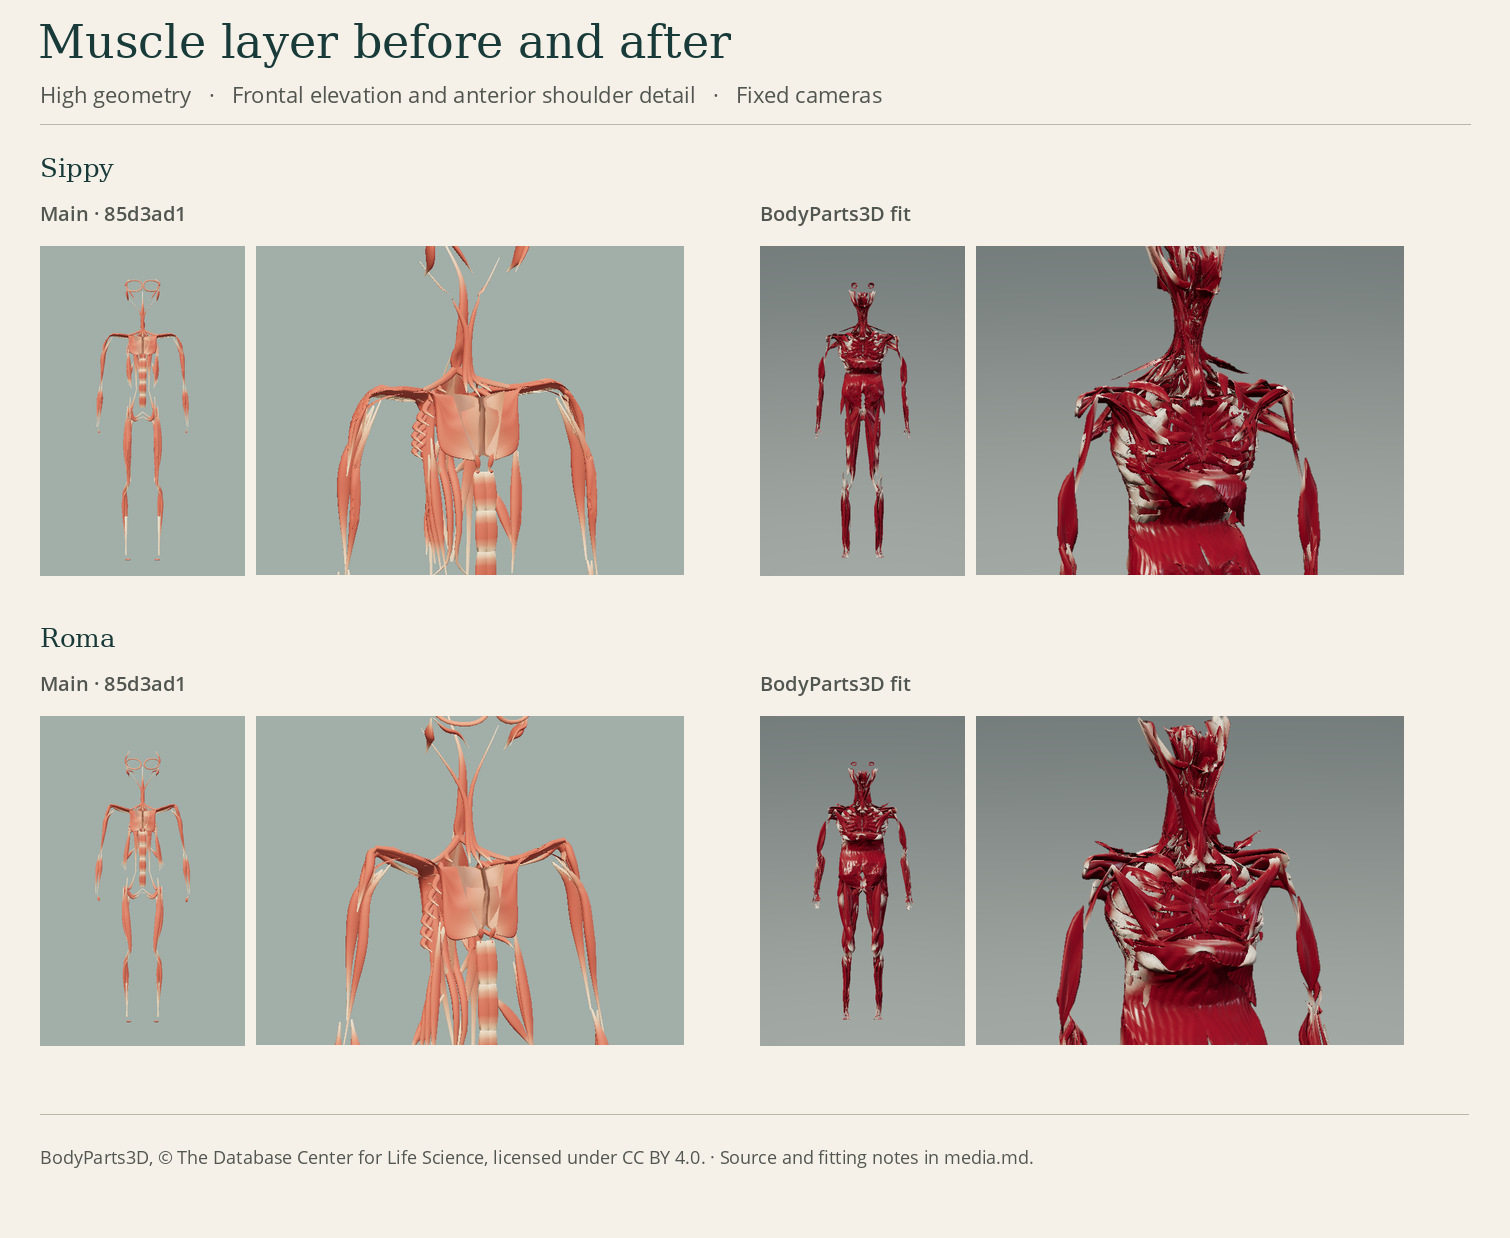 Muscle layer before and after
High geometry · Frontal elevation and anterior shoulder detail · Fixed cameras
Sippy
Main · 85d3ad1
BodyParts3D fit
Roma
Main · 85d3ad1
BodyParts3D fit
BodyParts3D, © The Database Center for Life Science, licensed under CC BY 4.0. · Source and fitting notes in media.md.